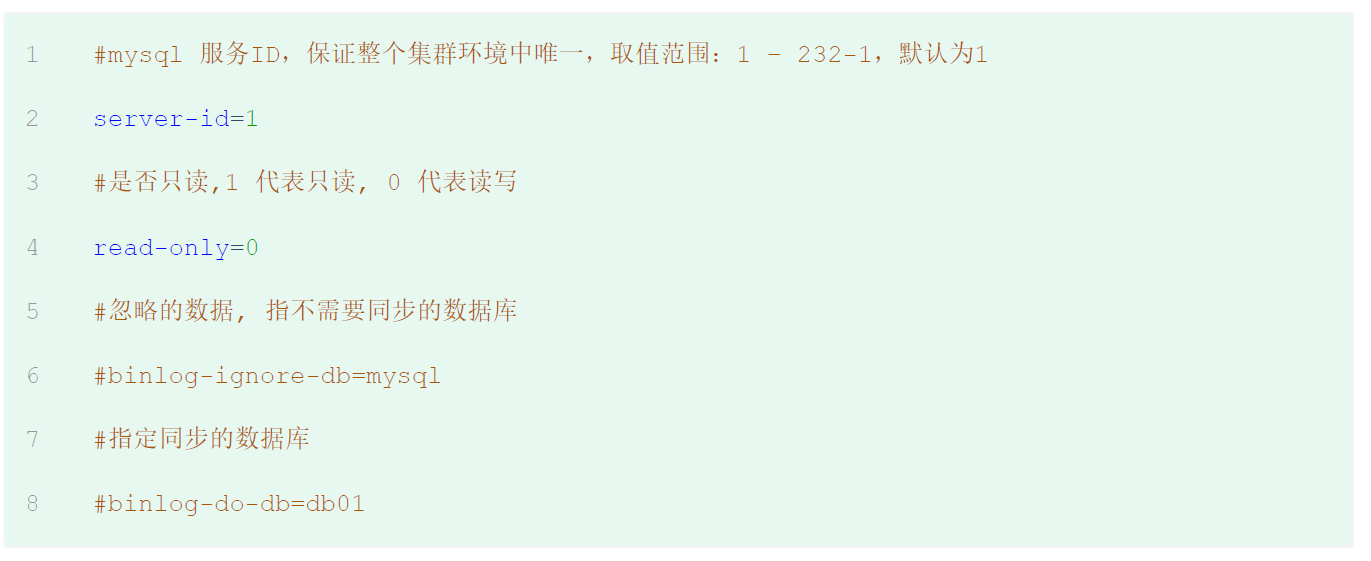 1 #mysql 服务ID，保证整个集群环境中唯一，取值范围：1 – 232-1，默认为1
2 server-id=1
3 #是否只读,1 代表只读, 0 代表读写
4 read-only=0
5 #忽略的数据, 指不需要同步的数据库
6 #binlog-ignore-db=mysql
7 #指定同步的数据库
8 #binlog-do-db=db01